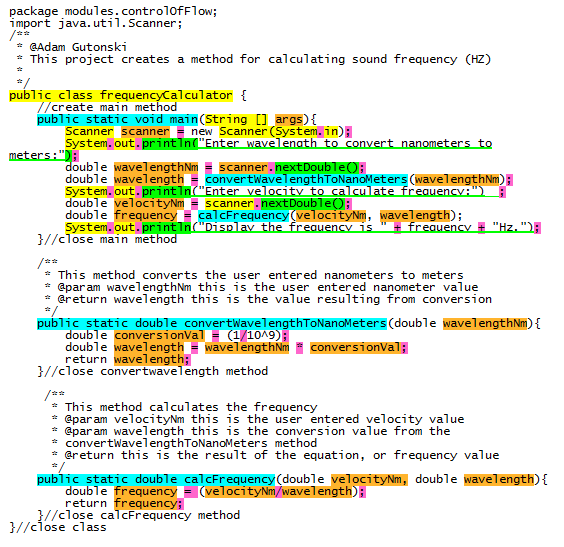 package modules.controlOfFlow;
import java.util.Scanner;
/**
 * @Adam Gutonski
 * This project creates a method for calculating sound frequency (HZ)
 *
 */
public class frequencyCalculator {
    //create main method
    public static void main(String [] args){
        Scanner scanner = new Scanner(System.in);
        System.out.println("Enter wavelength to convert nanometers to
meters:");
        double wavelengthNm = scanner.nextDouble();
        double wavelength = convertWavelengthToNanoMeters(wavelengthNm);
        System.out.println("Enter velocity to calculate frequency:")  ;
        double velocityNm = scanner.nextDouble();
        double frequency = calcFrequency(velocityNm, wavelength);
        System.out.println("Display the frequency is " + frequency + "Hz.");
    }//close main method

    /**
     * This method converts the user entered nanometers to meters
     * @param wavelengthNm this is the user entered nanometer value
     * @return wavelength this is the value resulting from conversion
     */
    public static double convertWavelengthToNanoMeters(double wavelengthNm){
        double conversionVal = (1/10^9);
        double wavelength = wavelengthNm * conversionVal;
        return wavelength;
    }//close convertwavelength method

     /**
      * This method calculates the frequency
      * @param velocityNm this is the user entered velocity value
      * @param wavelength this is the conversion value from the
      * convertWavelengthToNanoMeters method
      * @return this is the result of the equation, or frequency value
      */
    public static double calcFrequency(double velocityNm, double wavelength){
        double frequency = (velocityNm/wavelength);
        return frequency;
    }//close calcFrequency method
}//close class